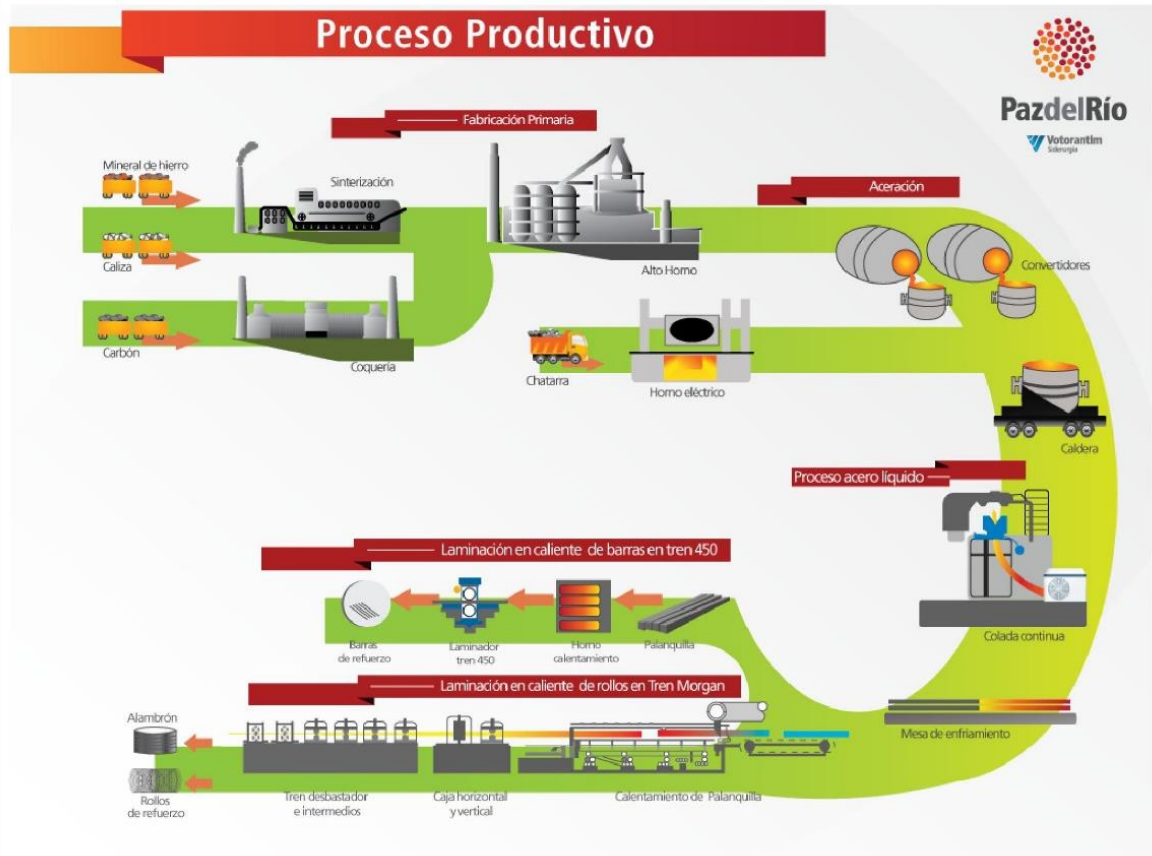 Proceso Productivo
PazdelRío
Votorantim
Siderurgia
Fabricación Primaria
Mineral de hierro
Sinterización
Aceración
Caliza
Alto Horno
Convertidores
Carbón
Coquería
Chatarra
Horno eléctrico
Caldera
Proceso acero líquido
Colada continua
Laminación en caliente de barras en tren 450
Barras
de refuerzo
Laminador
tren 450
Horno
calentamiento
Palanquilla
Laminación en caliente de rollos en Tren Morgan
Mesa de enfriamiento
Alambrón
Rollos
de refuerzo
Tren desbastador
e intermedios
Caja horizontal
y vertical
Calentamiento de Palanquilla